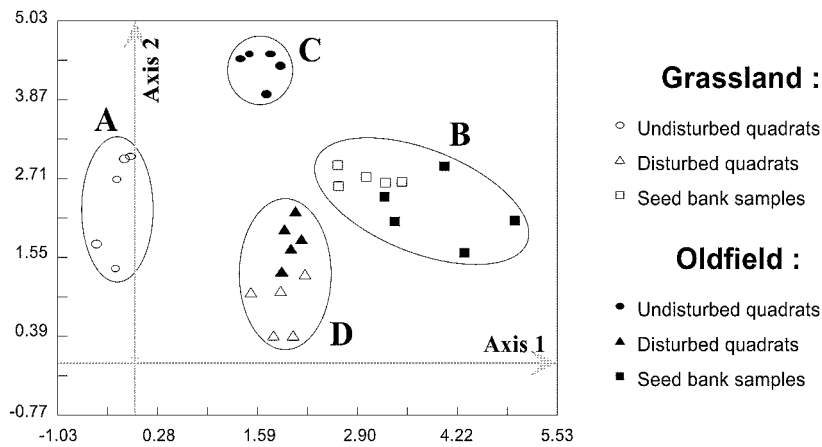 5.03
3.87
2.71
1.55
0.39
-0.77
-1.03 0.28 1.59 2.90 4.22 5.53
Axis 2
Axis 1
A
B
C
D
Grassland :
Undisturbed quadrats
Disturbed quadrats
Seed bank samples
Oldfield :
Undisturbed quadrats
Disturbed quadrats
Seed bank samples